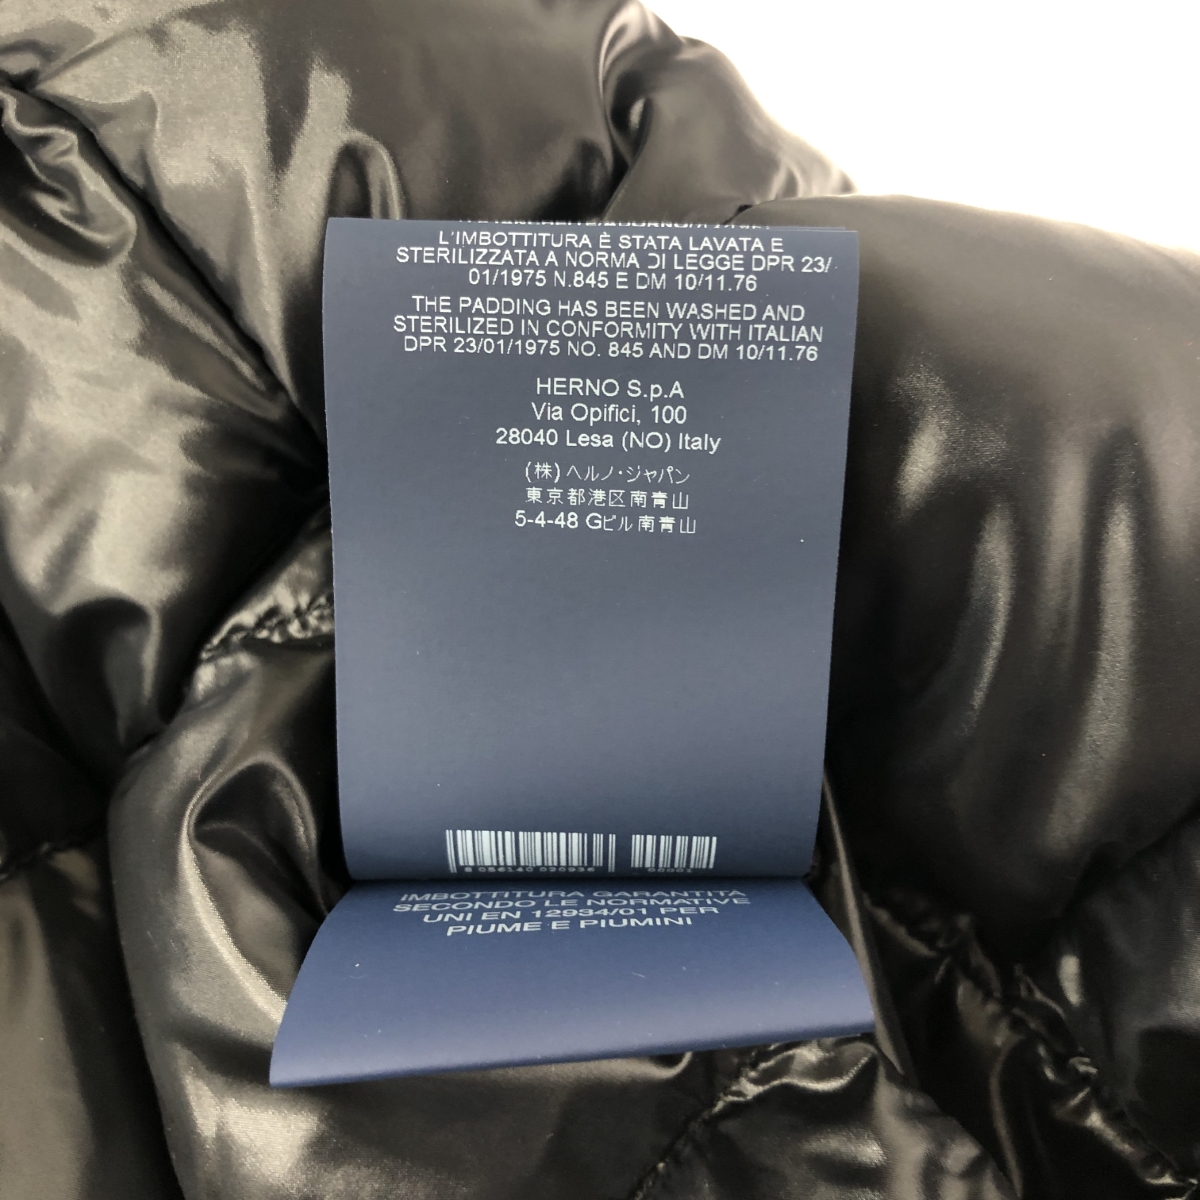 L'IMBOTTITURA È STATA LAVATA E
STERILIZZATA A NORMA DI LEGGE DPR 23/
01/1975 N.845 E DM 10/11.76
THE PADDING HAS BEEN WASHED AND
STERILIZED IN CONFORMITY WITH ITALIAN
DPR 23/01/1975 NO. 845 AND DM 10/11.76
HERNO S.p.A
Via Opifici, 100
28040 Lesa (NO) Italy
(株)ヘルノ・ジャパン
東京都港区南青山
5-4-48 Gビル南青山
8 056140 020936 00001
IMBOTTITURA GARANTITA
SECONDO LE NORMATIVE
UNI EN 12934/01 PER
PIUME E PIUMINI